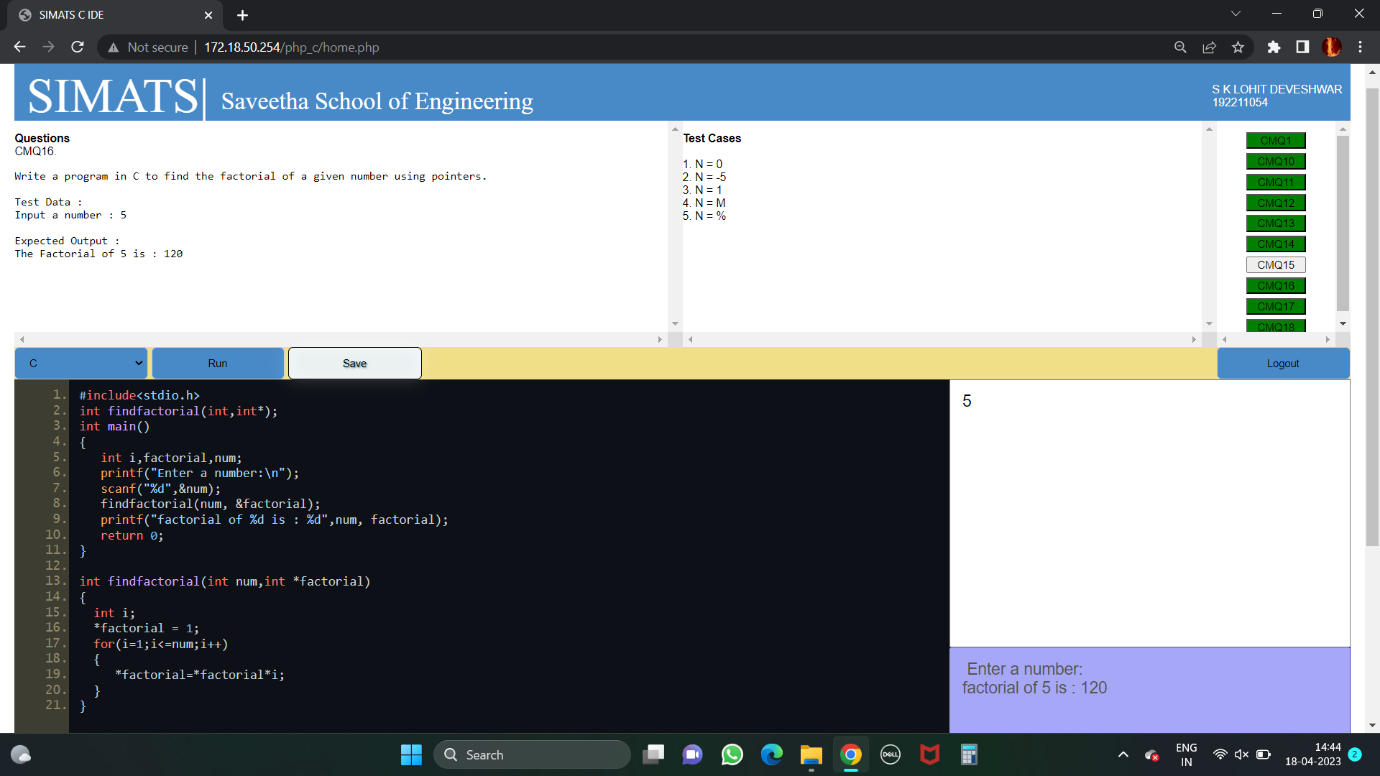 SIMATS C IDE
Not secure | 172.18.50.254/php_c/home.php
SIMATS| Saveetha School of Engineering
S K LOHIT DEVESHWAR
192211054
Questions
CMQ16.
Write a program in C to find the factorial of a given number using pointers.
Test Data :
Input a number : 5
Expected Output :
The Factorial of 5 is : 120
Test Cases
1. N = 0
2. N = -5
3. N = 1
4. N = M
5. N = %
CMQ1
CMQ10
CMQ11
CMQ12
CMQ13
CMQ14
CMQ15
CMQ16
CMQ17
CMQ18
C
Run
Save
Logout
1. #include<stdio.h>
2. int findfactorial(int,int*);
3. int main()
4. {
5. int i,factorial,num;
6. printf("Enter a number:\n");
7. scanf("%d",&num);
8. findfactorial(num, &factorial);
9. printf("factorial of %d is : %d",num, factorial);
10. return 0;
11. }
12.
13. int findfactorial(int num,int *factorial)
14. {
15. int i;
16. *factorial = 1;
17. for(i=1;i<=num;i++)
18. {
19. *factorial=*factorial*i;
20. }
21. }
5
Enter a number:
factorial of 5 is : 120
Search
DELL
ENG
IN
14:44
18-04-2023
2